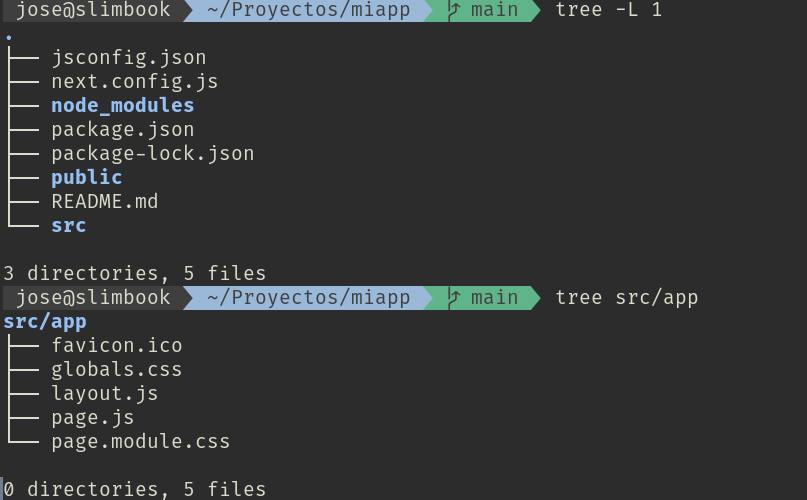 jose@slimbook ~/Proyectos/miapp main tree -L 1
.
├── jsconfig.json
├── next.config.js
├── node_modules
├── package.json
├── package-lock.json
├── public
├── README.md
└── src
3 directories, 5 files
jose@slimbook ~/Proyectos/miapp main tree src/app
src/app
├── favicon.ico
├── globals.css
├── layout.js
├── page.js
└── page.module.css
0 directories, 5 files